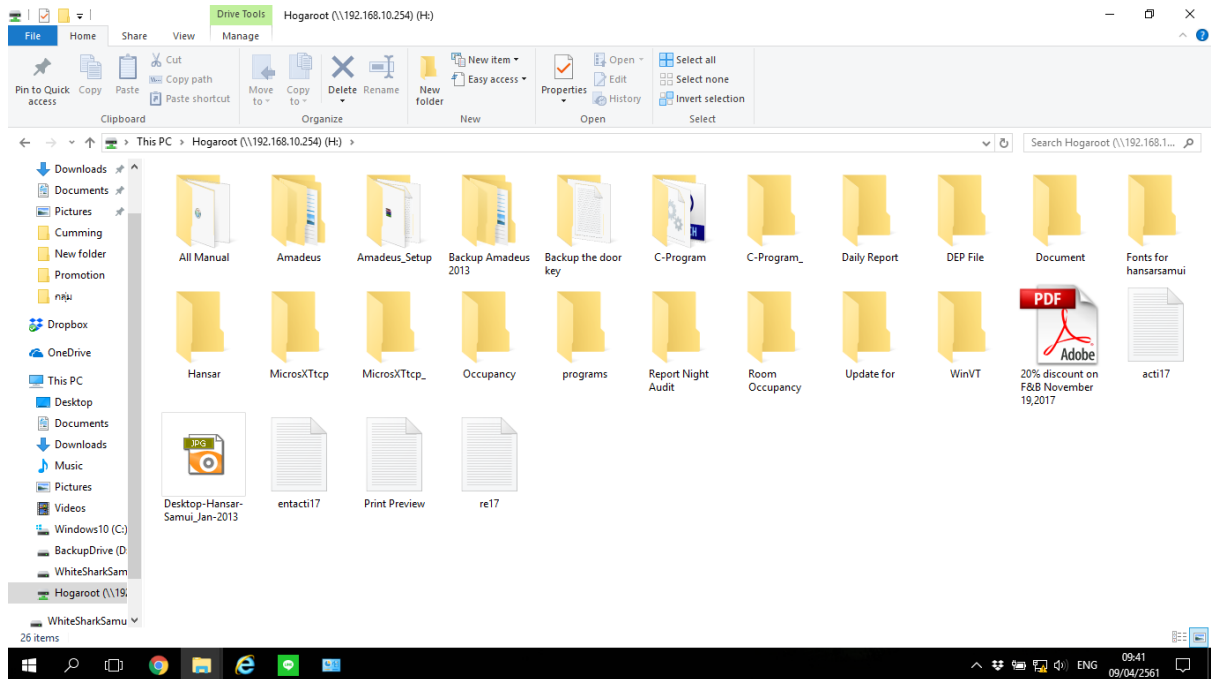 Drive Tools
Hogaroot (\\192.168.10.254) (H:)
File
Home
Share
View
Manage
Pin to Quick
access
Copy
Paste
Cut
Copy path
Paste shortcut
Move
to
Copy
to
Delete
Rename
New
folder
New item
Easy access
Properties
Open
Edit
History
Select all
Select none
Invert selection
Clipboard
Organize
New
Open
Select
This PC > Hogaroot (\\192.168.10.254) (H:) >
Search Hogaroot (\\192.168.1...
Downloads
Documents
Pictures
Cumming
New folder
Promotion
กลุ่ม
Dropbox
OneDrive
This PC
Desktop
Documents
Downloads
Music
Pictures
Videos
Windows10 (C:)
BackupDrive (D:
WhiteSharkSam
Hogaroot (\\192
WhiteSharkSamu
All Manual
Amadeus
Amadeus_Setup
Backup Amadeus
2013
Backup the door
key
C-Program
C-Program_
Daily Report
DEP File
Document
Fonts for
hansarsamui
Hansar
MicrosXTtcp
MicrosXTtcp_
Occupancy
programs
Report Night
Audit
Room
Occupancy
Update for
WinVT
PDF
Adobe
20% discount on
F&B November
19,2017
acti17
JPG
Desktop-Hansar-
Samui_Jan-2013
entacti17
Print Preview
re17
26 items
ENG
09:41
09/04/2561